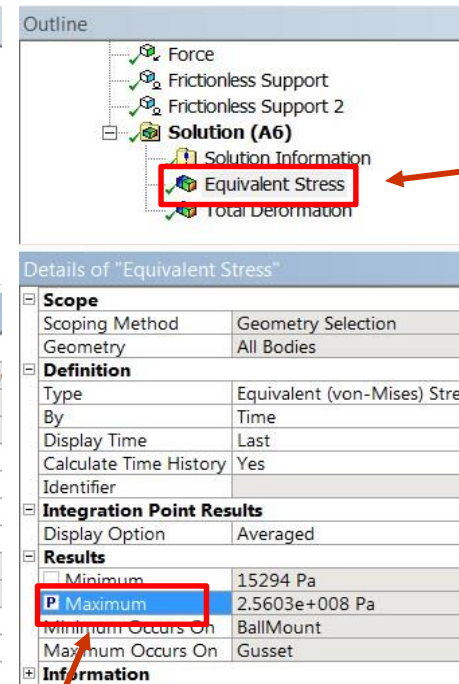 Outline
Force
Frictionless Support
Frictionless Support 2
Solution (A6)
Solution Information
Equivalent Stress
Total Deformation
Details of "Equivalent Stress"
Scope
Scoping Method Geometry Selection
Geometry All Bodies
Definition
Type Equivalent (von-Mises) Stre
By Time
Display Time Last
Calculate Time History Yes
Identifier
Integration Point Results
Display Option Averaged
Results
Minimum 15294 Pa
P Maximum 2.5603e+008 Pa
Minimum Occurs On BallMount
Maximum Occurs On Gusset
Information